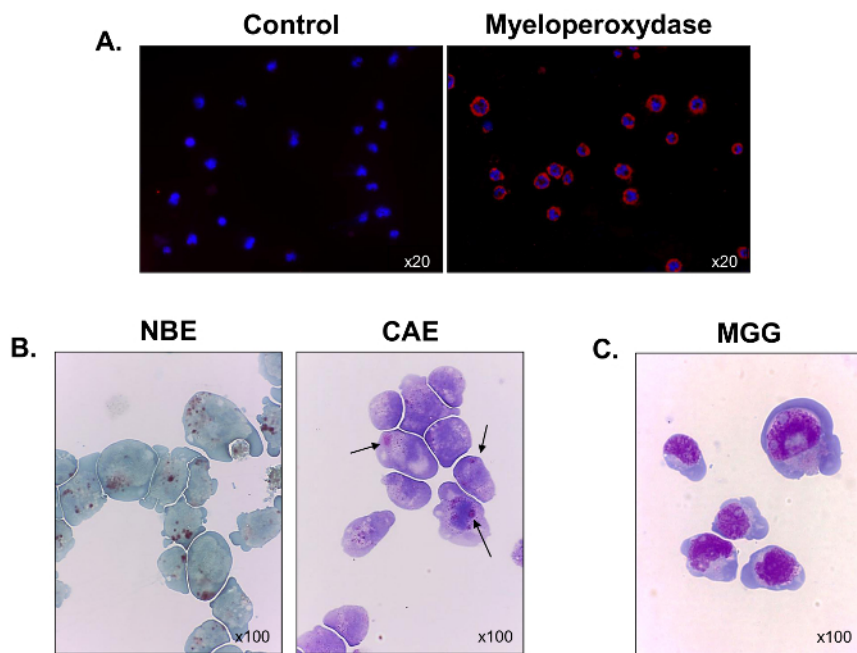 A.
Control
Myeloperoxydase
x20
x20
B.
NBE
CAE
C.
MGG
x100
x100
x100